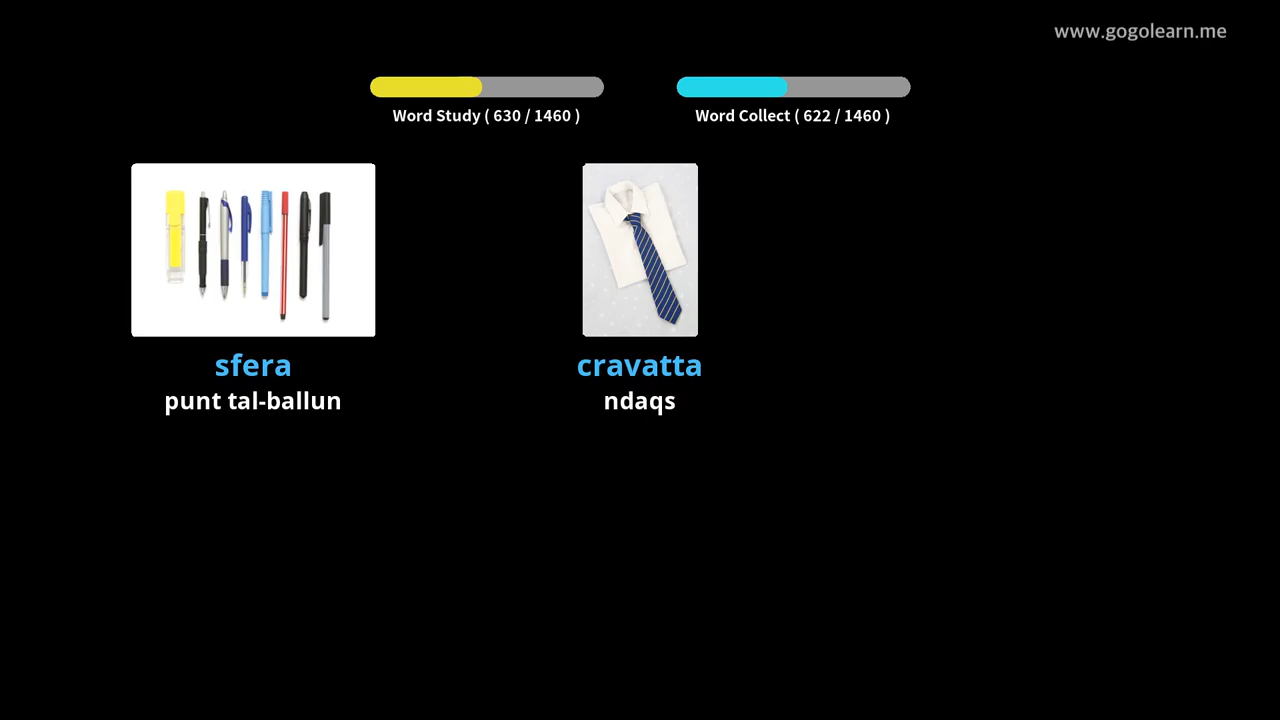 www.gogolearn.me
Word Study ( 630 / 1460 )
Word Collect ( 622 / 1460 )
sfera
punt tal-ballun
cravatta
ndaqs